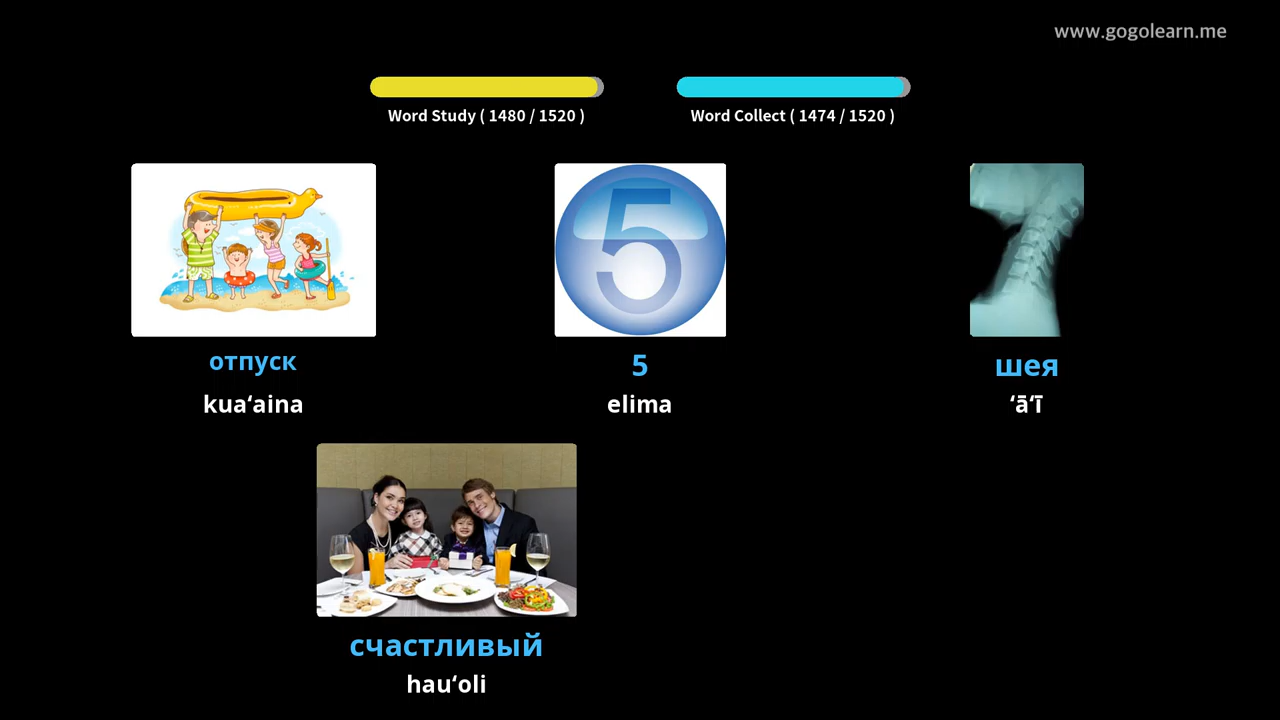 www.gogolearn.me
Word Study ( 1480 / 1520 )
Word Collect ( 1474 / 1520 )
5
отпуск
5
шея
kuaʻaina
elima
ʻāʻī
счастливый
hauʻoli